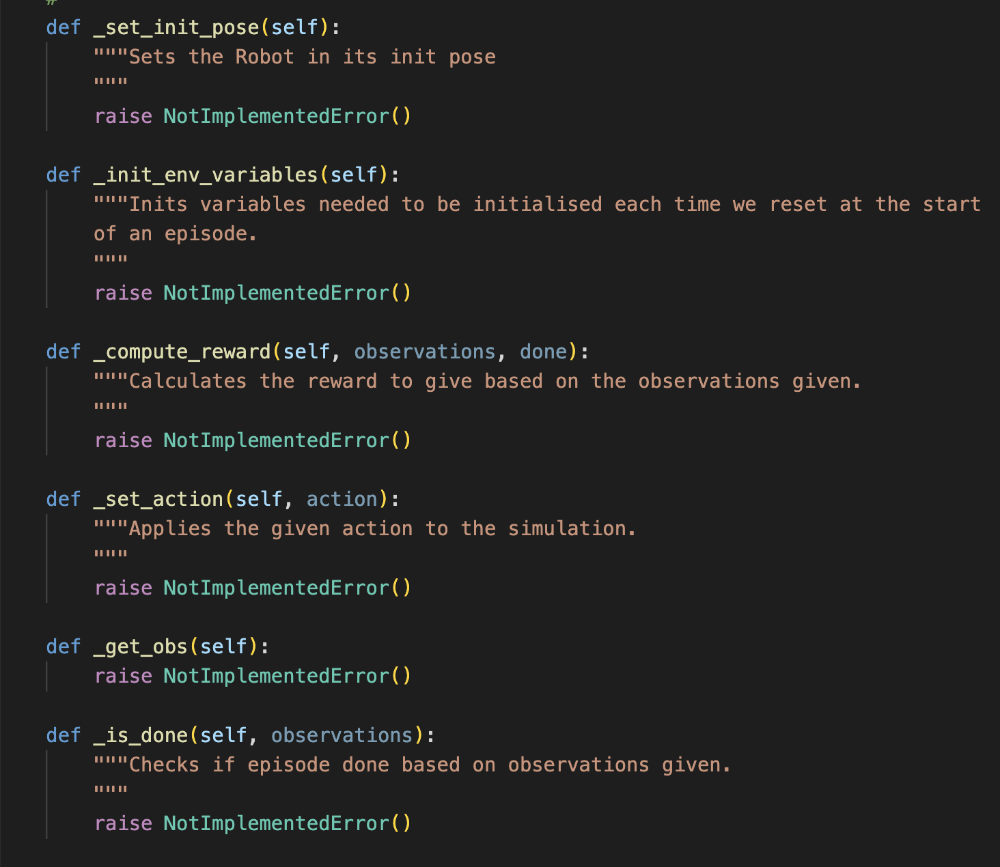 #
def _set_init_pose(self):
    """Sets the Robot in its init pose
    """
    raise NotImplementedError()

def _init_env_variables(self):
    """Inits variables needed to be initialised each time we reset at the start
    of an episode.
    """
    raise NotImplementedError()

def _compute_reward(self, observations, done):
    """Calculates the reward to give based on the observations given.
    """
    raise NotImplementedError()

def _set_action(self, action):
    """Applies the given action to the simulation.
    """
    raise NotImplementedError()

def _get_obs(self):
    raise NotImplementedError()

def _is_done(self, observations):
    """Checks if episode done based on observations given.
    """
    raise NotImplementedError()